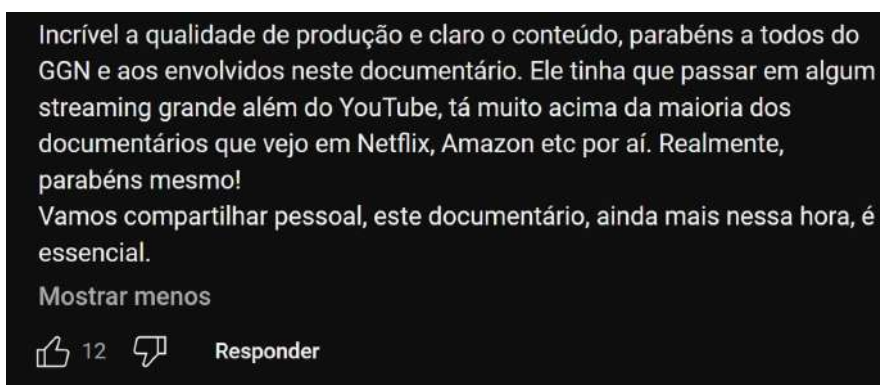 Incrível a qualidade de produção e claro o conteúdo, parabéns a todos do
GGN e aos envolvidos neste documentário. Ele tinha que passar em algum
streaming grande além do YouTube, tá muito acima da maioria dos
documentários que vejo em Netflix, Amazon etc por aí. Realmente,
parabéns mesmo!
Vamos compartilhar pessoal, este documentário, ainda mais nessa hora, é
essencial.
Mostrar menos
12 Responder